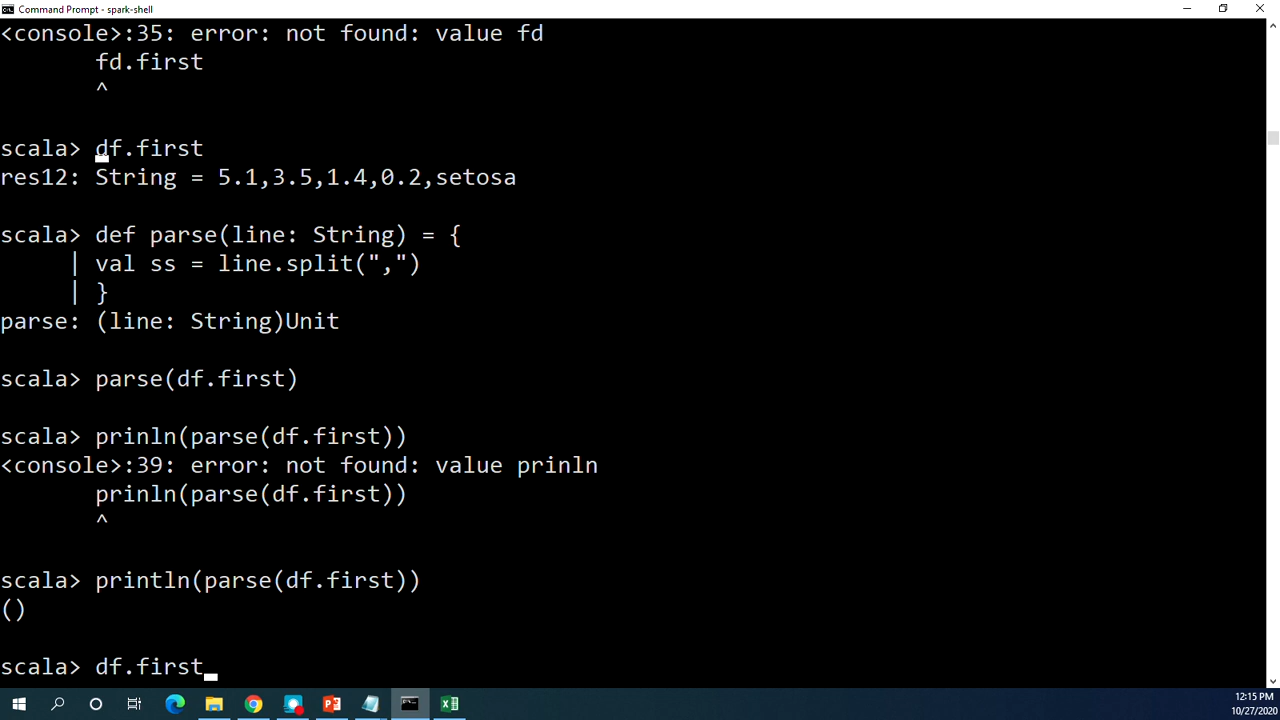 Command Prompt - spark-shell
<console>:35: error: not found: value fd
fd.first
^
scala> df.first
res12: String = 5.1,3.5,1.4,0.2,setosa
scala> def parse(line: String) = {
| val ss = line.split(",")
| }
parse: (line: String)Unit
scala> parse(df.first)
scala> prinln(parse(df.first))
<console>:39: error: not found: value prinln
prinln(parse(df.first))
^
scala> println(parse(df.first))
()
scala> df.first
12:15 PM
10/27/2020